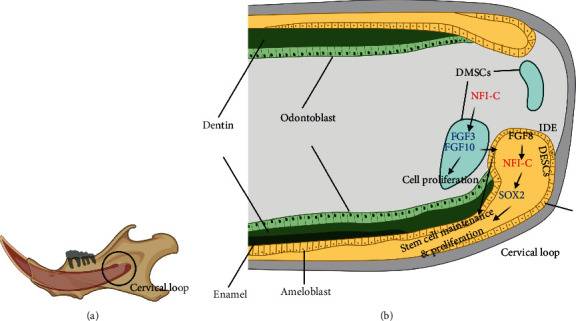 DMSCs
NFI-C
Dentin
Odontoblast
FGF3
FGF10
FGF8
IDE
NFI-C
DESCs
Cell proliferation
SOX2
Stem cell maintenance
& proliferation
Cervical loop
Enamel
Ameloblast
Cervical loop
(a)
(b)